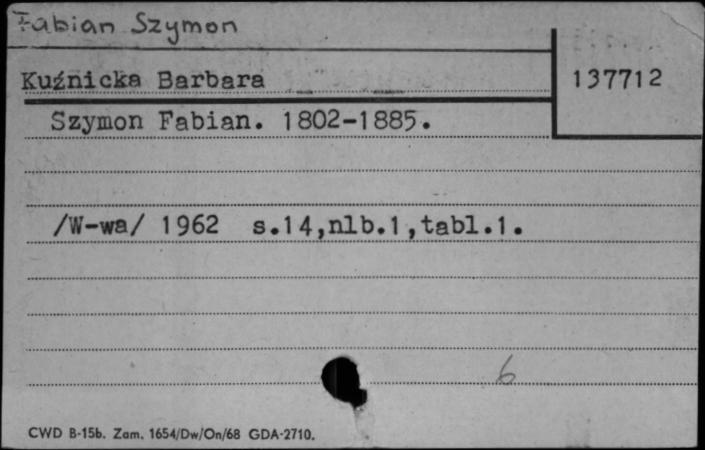 Fabian Szymon
Kuźnicka Barbara
137712
Szymon Fabian. 1802-1885.
/W-wa/ 1962 s.14,nlb.1,tabl.1.
6
CWD B-15b. Zam. 1654/Dw/On/68 GDA-2710.